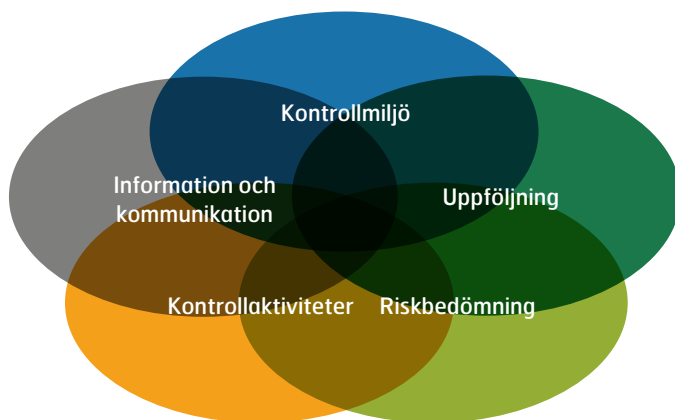 Kontrollmiljö
Information och
kommunikation
Uppföljning
Kontrollaktiviteter
Riskbedömning